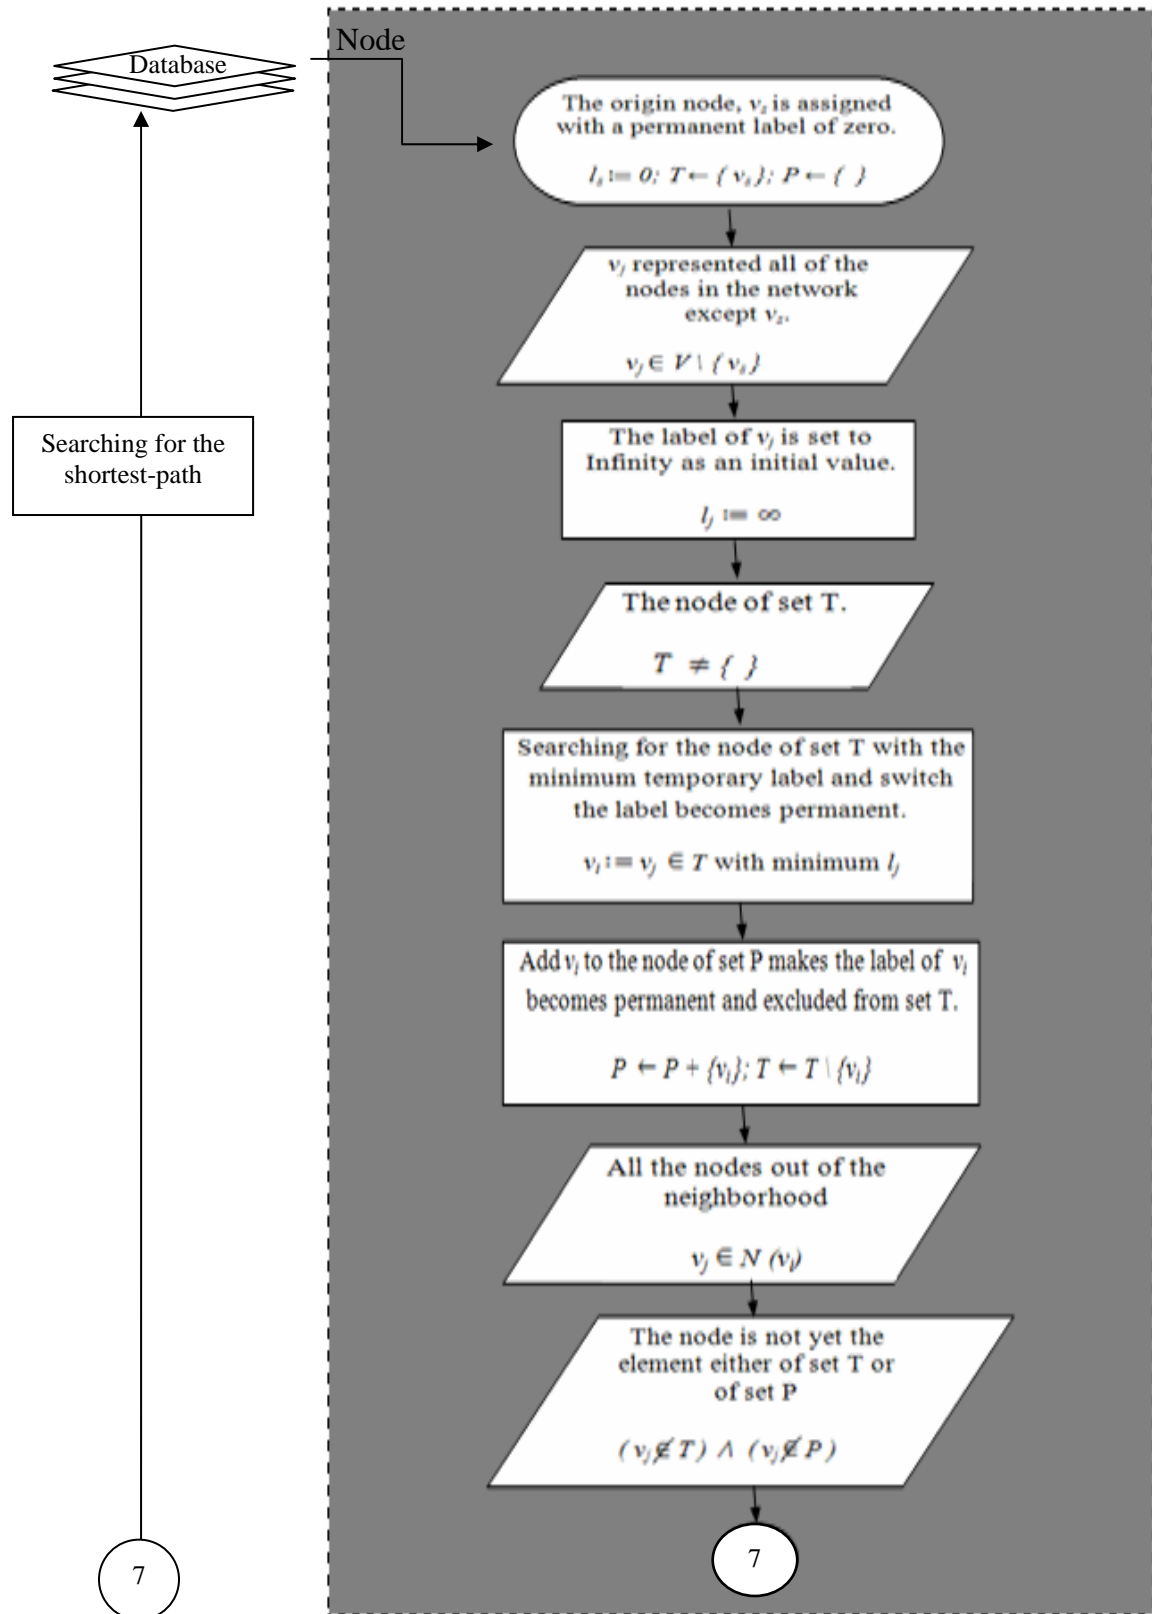 Node
Database
The origin node, vₛ is assigned
with a permanent label of zero.
lₛ := 0; T ← { vₛ}; P ← { }
vⱼ represented all of the
nodes in the network
except vₛ.
vⱼ ∈ V \ { vₛ}
Searching for the
shortest-path
The label of vⱼ is set to
Infinity as an initial value.
lⱼ := ∞
The node of set T.
T ≠ { }
Searching for the node of set T with the
minimum temporary label and switch
the label becomes permanent.
vᵢ := vⱼ ∈ T with minimum lⱼ
Add vᵢ to the node of set P makes the label of vᵢ
becomes permanent and excluded from set T.
P ← P + {vᵢ}; T ← T \ {vᵢ}
All the nodes out of the
neighborhood
vⱼ ∈ N (vᵢ)
The node is not yet the
element either of set T or
of set P
( vⱼ ∉ T ) ∧ ( vⱼ ∉ P )
7
7